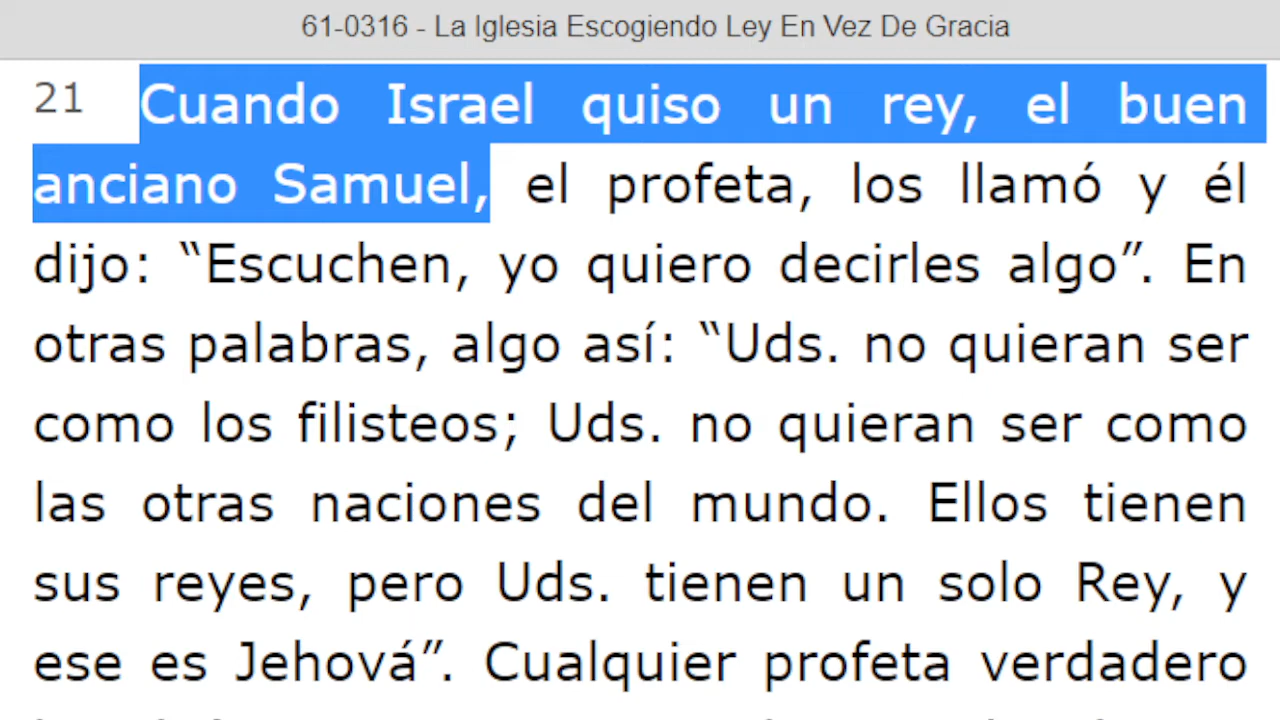 61-0316 - La Iglesia Escogiendo Ley En Vez De Gracia
21 Cuando Israel quiso un rey, el buen
anciano Samuel, el profeta, los llamó y él
dijo: “Escuchen, yo quiero decirles algo”. En
otras palabras, algo así: “Uds. no quieran ser
como los filisteos; Uds. no quieran ser como
las otras naciones del mundo. Ellos tienen
sus reyes, pero Uds. tienen un solo Rey, y
ese es Jehová”. Cualquier profeta verdadero